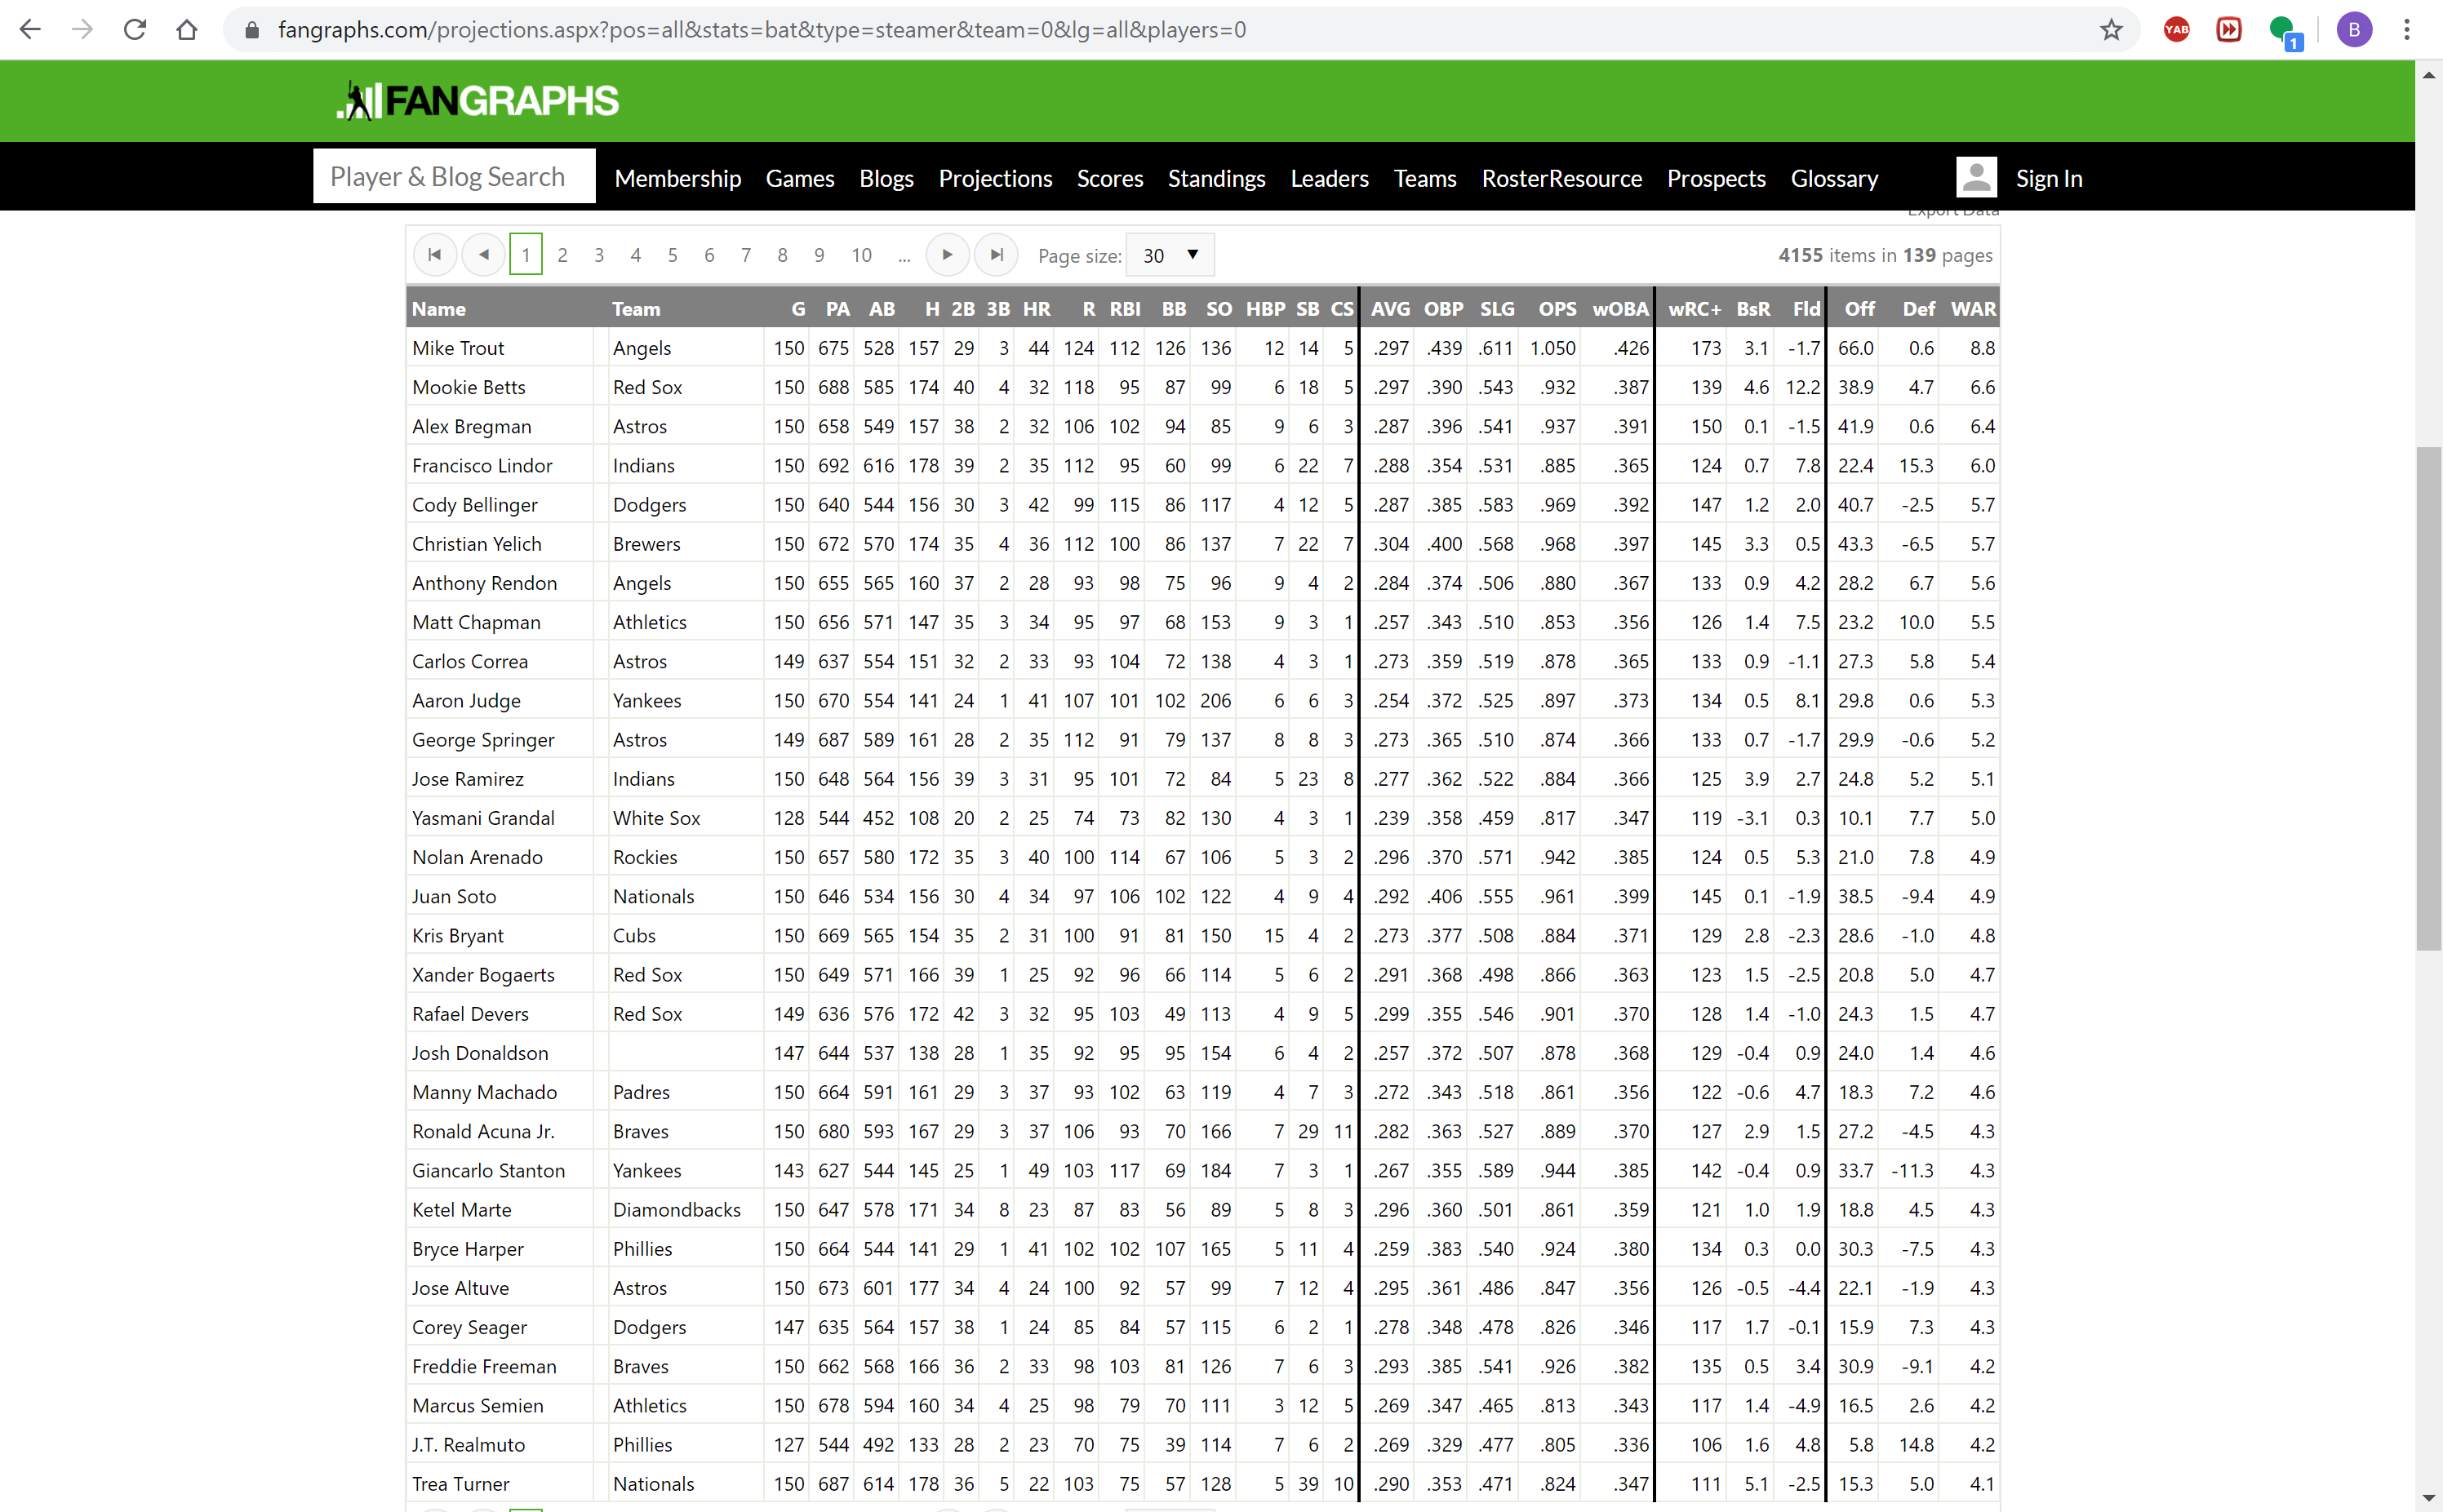 fangraphs.com/projections.aspx?pos=all&stats=bat&type=steamer&team=0&lg=all&players=0 YAB 1 B
FANGRAPHS
Player & Blog Search Membership Games Blogs Projections Scores Standings Leaders Teams RosterResource Prospects Glossary Sign In
Export Data
1 2 3 4 5 6 7 8 9 10 ... Page size: 30 4155 items in 139 pages
Name Team G PA AB H 2B 3B HR R RBI BB SO HBP SB CS AVG OBP SLG OPS wOBA wRC+ BsR Fld Off Def WAR
Mike Trout Angels 150 675 528 157 29 3 44 124 112 126 136 12 14 5 .297 .439 .611 1.050 .426 173 3.1 -1.7 66.0 0.6 8.8
Mookie Betts Red Sox 150 688 585 174 40 4 32 118 95 87 99 6 18 5 .297 .390 .543 .932 .387 139 4.6 12.2 38.9 4.7 6.6
Alex Bregman Astros 150 658 549 157 38 2 32 106 102 94 85 9 6 3 .287 .396 .541 .937 .391 150 0.1 -1.5 41.9 0.6 6.4
Francisco Lindor Indians 150 692 616 178 39 2 35 112 95 60 99 6 22 7 .288 .354 .531 .885 .365 124 0.7 7.8 22.4 15.3 6.0
Cody Bellinger Dodgers 150 640 544 156 30 3 42 99 115 86 117 4 12 5 .287 .385 .583 .969 .392 147 1.2 2.0 40.7 -2.5 5.7
Christian Yelich Brewers 150 672 570 174 35 4 36 112 100 86 137 7 22 7 .304 .400 .568 .968 .397 145 3.3 0.5 43.3 -6.5 5.7
Anthony Rendon Angels 150 655 565 160 37 2 28 93 98 75 96 9 4 2 .284 .374 .506 .880 .367 133 0.9 4.2 28.2 6.7 5.6
Matt Chapman Athletics 150 656 571 147 35 3 34 95 97 68 153 9 3 1 .257 .343 .510 .853 .356 126 1.4 7.5 23.2 10.0 5.5
Carlos Correa Astros 149 637 554 151 32 2 33 93 104 72 138 4 3 1 .273 .359 .519 .878 .365 133 0.9 -1.1 27.3 5.8 5.4
Aaron Judge Yankees 150 670 554 141 24 1 41 107 101 102 206 6 6 3 .254 .372 .525 .897 .373 134 0.5 8.1 29.8 0.6 5.3
George Springer Astros 149 687 589 161 28 2 35 112 91 79 137 8 8 3 .273 .365 .510 .874 .366 133 0.7 -1.7 29.9 -0.6 5.2
Jose Ramirez Indians 150 648 564 156 39 3 31 95 101 72 84 5 23 8 .277 .362 .522 .884 .366 125 3.9 2.7 24.8 5.2 5.1
Yasmani Grandal White Sox 128 544 452 108 20 2 25 74 73 82 130 4 3 1 .239 .358 .459 .817 .347 119 -3.1 0.3 10.1 7.7 5.0
Nolan Arenado Rockies 150 657 580 172 35 3 40 100 114 67 106 5 3 2 .296 .370 .571 .942 .385 124 0.5 5.3 21.0 7.8 4.9
Juan Soto Nationals 150 646 534 156 30 4 34 97 106 102 122 4 9 4 .292 .406 .555 .961 .399 145 0.1 -1.9 38.5 -9.4 4.9
Kris Bryant Cubs 150 669 565 154 35 2 31 100 91 81 150 15 4 2 .273 .377 .508 .884 .371 129 2.8 -2.3 28.6 -1.0 4.8
Xander Bogaerts Red Sox 150 649 571 166 39 1 25 92 96 66 114 5 6 2 .291 .368 .498 .866 .363 123 1.5 -2.5 20.8 5.0 4.7
Rafael Devers Red Sox 149 636 576 172 42 3 32 95 103 49 113 4 9 5 .299 .355 .546 .901 .370 128 1.4 -1.0 24.3 1.5 4.7
Josh Donaldson 147 644 537 138 28 1 35 92 95 95 154 6 4 2 .257 .372 .507 .878 .368 129 -0.4 0.9 24.0 1.4 4.6
Manny Machado Padres 150 664 591 161 29 3 37 93 102 63 119 4 7 3 .272 .343 .518 .861 .356 122 -0.6 4.7 18.3 7.2 4.6
Ronald Acuna Jr. Braves 150 680 593 167 29 3 37 106 93 70 166 7 29 11 .282 .363 .527 .889 .370 127 2.9 1.5 27.2 -4.5 4.3
Giancarlo Stanton Yankees 143 627 544 145 25 1 49 103 117 69 184 7 3 1 .267 .355 .589 .944 .385 142 -0.4 0.9 33.7 -11.3 4.3
Ketel Marte Diamondbacks 150 647 578 171 34 8 23 87 83 56 89 5 8 3 .296 .360 .501 .861 .359 121 1.0 1.9 18.8 4.5 4.3
Bryce Harper Phillies 150 664 544 141 29 1 41 102 102 107 165 5 11 4 .259 .383 .540 .924 .380 134 0.3 0.0 30.3 -7.5 4.3
Jose Altuve Astros 150 673 601 177 34 4 24 100 92 57 99 7 12 4 .295 .361 .486 .847 .356 126 -0.5 -4.4 22.1 -1.9 4.3
Corey Seager Dodgers 147 635 564 157 38 1 24 85 84 57 115 6 2 1 .278 .348 .478 .826 .346 117 1.7 -0.1 15.9 7.3 4.3
Freddie Freeman Braves 150 662 568 166 36 2 33 98 103 81 126 7 6 3 .293 .385 .541 .926 .382 135 0.5 3.4 30.9 -9.1 4.2
Marcus Semien Athletics 150 678 594 160 34 4 25 98 79 70 111 3 12 5 .269 .347 .465 .813 .343 117 1.4 -4.9 16.5 2.6 4.2
J.T. Realmuto Phillies 127 544 492 133 28 2 23 70 75 39 114 7 6 2 .269 .329 .477 .805 .336 106 1.6 4.8 5.8 14.8 4.2
Trea Turner Nationals 150 687 614 178 36 5 22 103 75 57 128 5 39 10 .290 .353 .471 .824 .347 111 5.1 -2.5 15.3 5.0 4.1